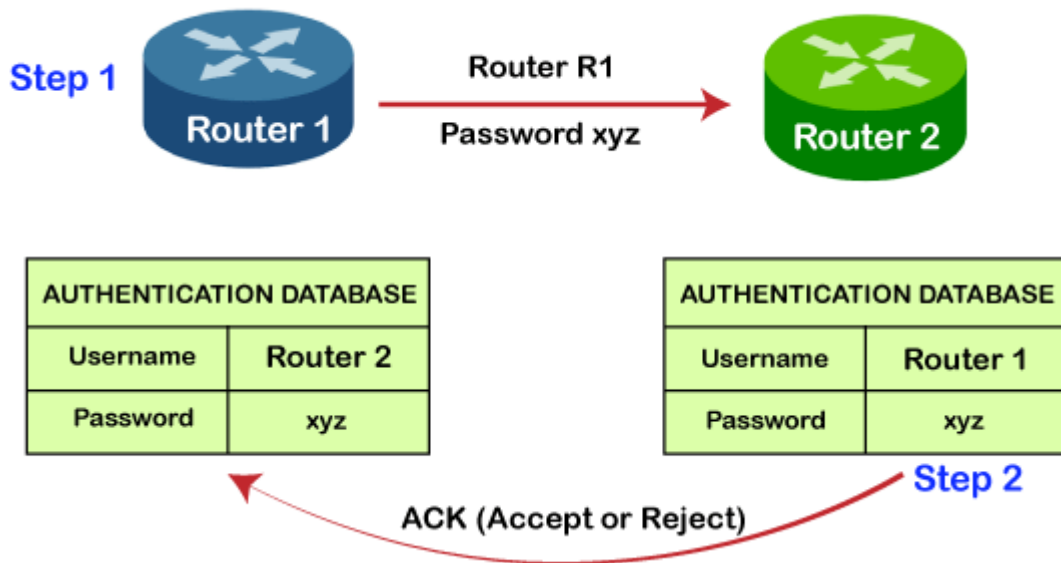 Step 1
Router 1
Router R1
Password xyz
Router 2
AUTHENTICATION DATABASE
Username Router 2
Password xyz
AUTHENTICATION DATABASE
Username Router 1
Password xyz
Step 2
ACK (Accept or Reject)